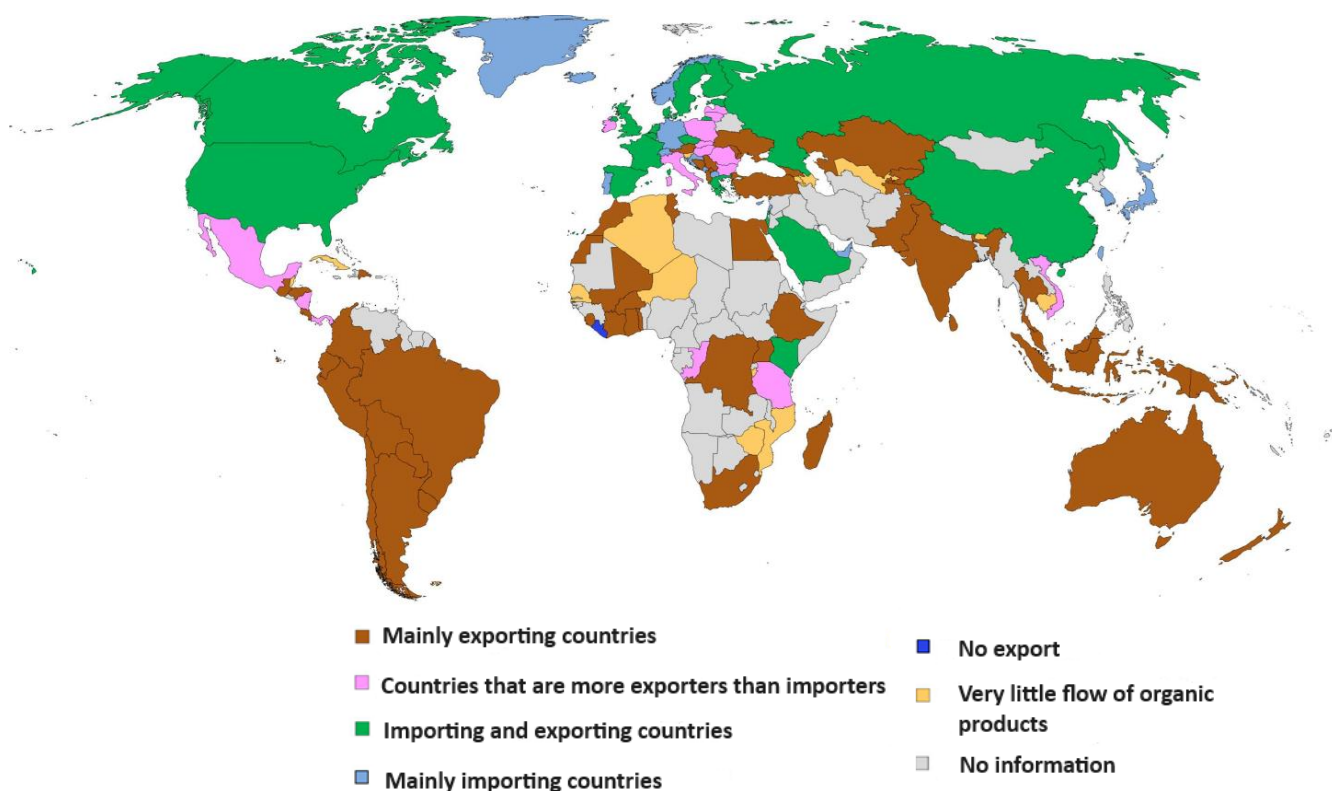 Mainly exporting countries
Countries that are more exporters than importers
Importing and exporting countries
Mainly importing countries
No export
Very little flow of organic
products
No information